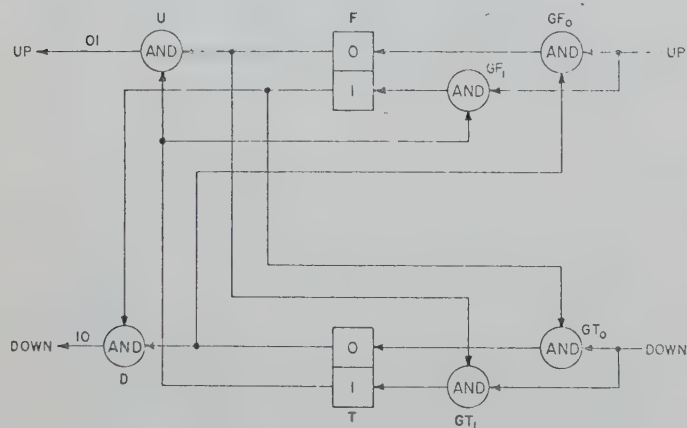 U F GF₀
UP 01 AND 0 AND UP
GF₁
1 AND
DOWN 10 AND 0 AND GT₀ DOWN
D 1 AND
T GT₁